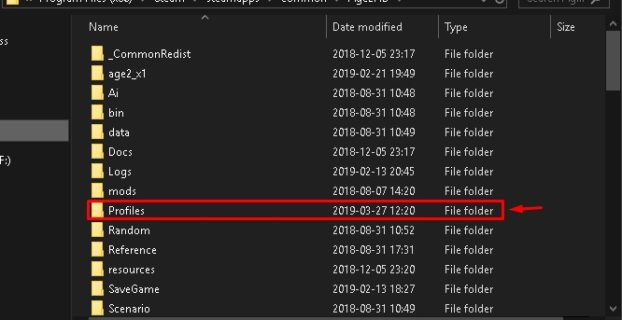 Program Files (x86) > Steam > steamapps > common > Age2HD >
Name Date modified Type Size
_CommonRedist 2018-12-05 23:17 File folder
age2_x1 2019-02-21 19:49 File folder
Ai 2018-08-31 10:48 File folder
bin 2018-08-31 10:48 File folder
data 2018-08-31 10:49 File folder
Docs 2018-12-05 23:17 File folder
Logs 2019-02-13 20:45 File folder
mods 2018-08-07 14:20 File folder
Profiles 2019-03-27 12:20 File folder
Random 2018-08-31 10:52 File folder
Reference 2018-08-31 17:31 File folder
resources 2018-12-05 23:20 File folder
SaveGame 2019-02-13 18:27 File folder
Scenario 2018-08-31 10:49 File folder
ss
F:)